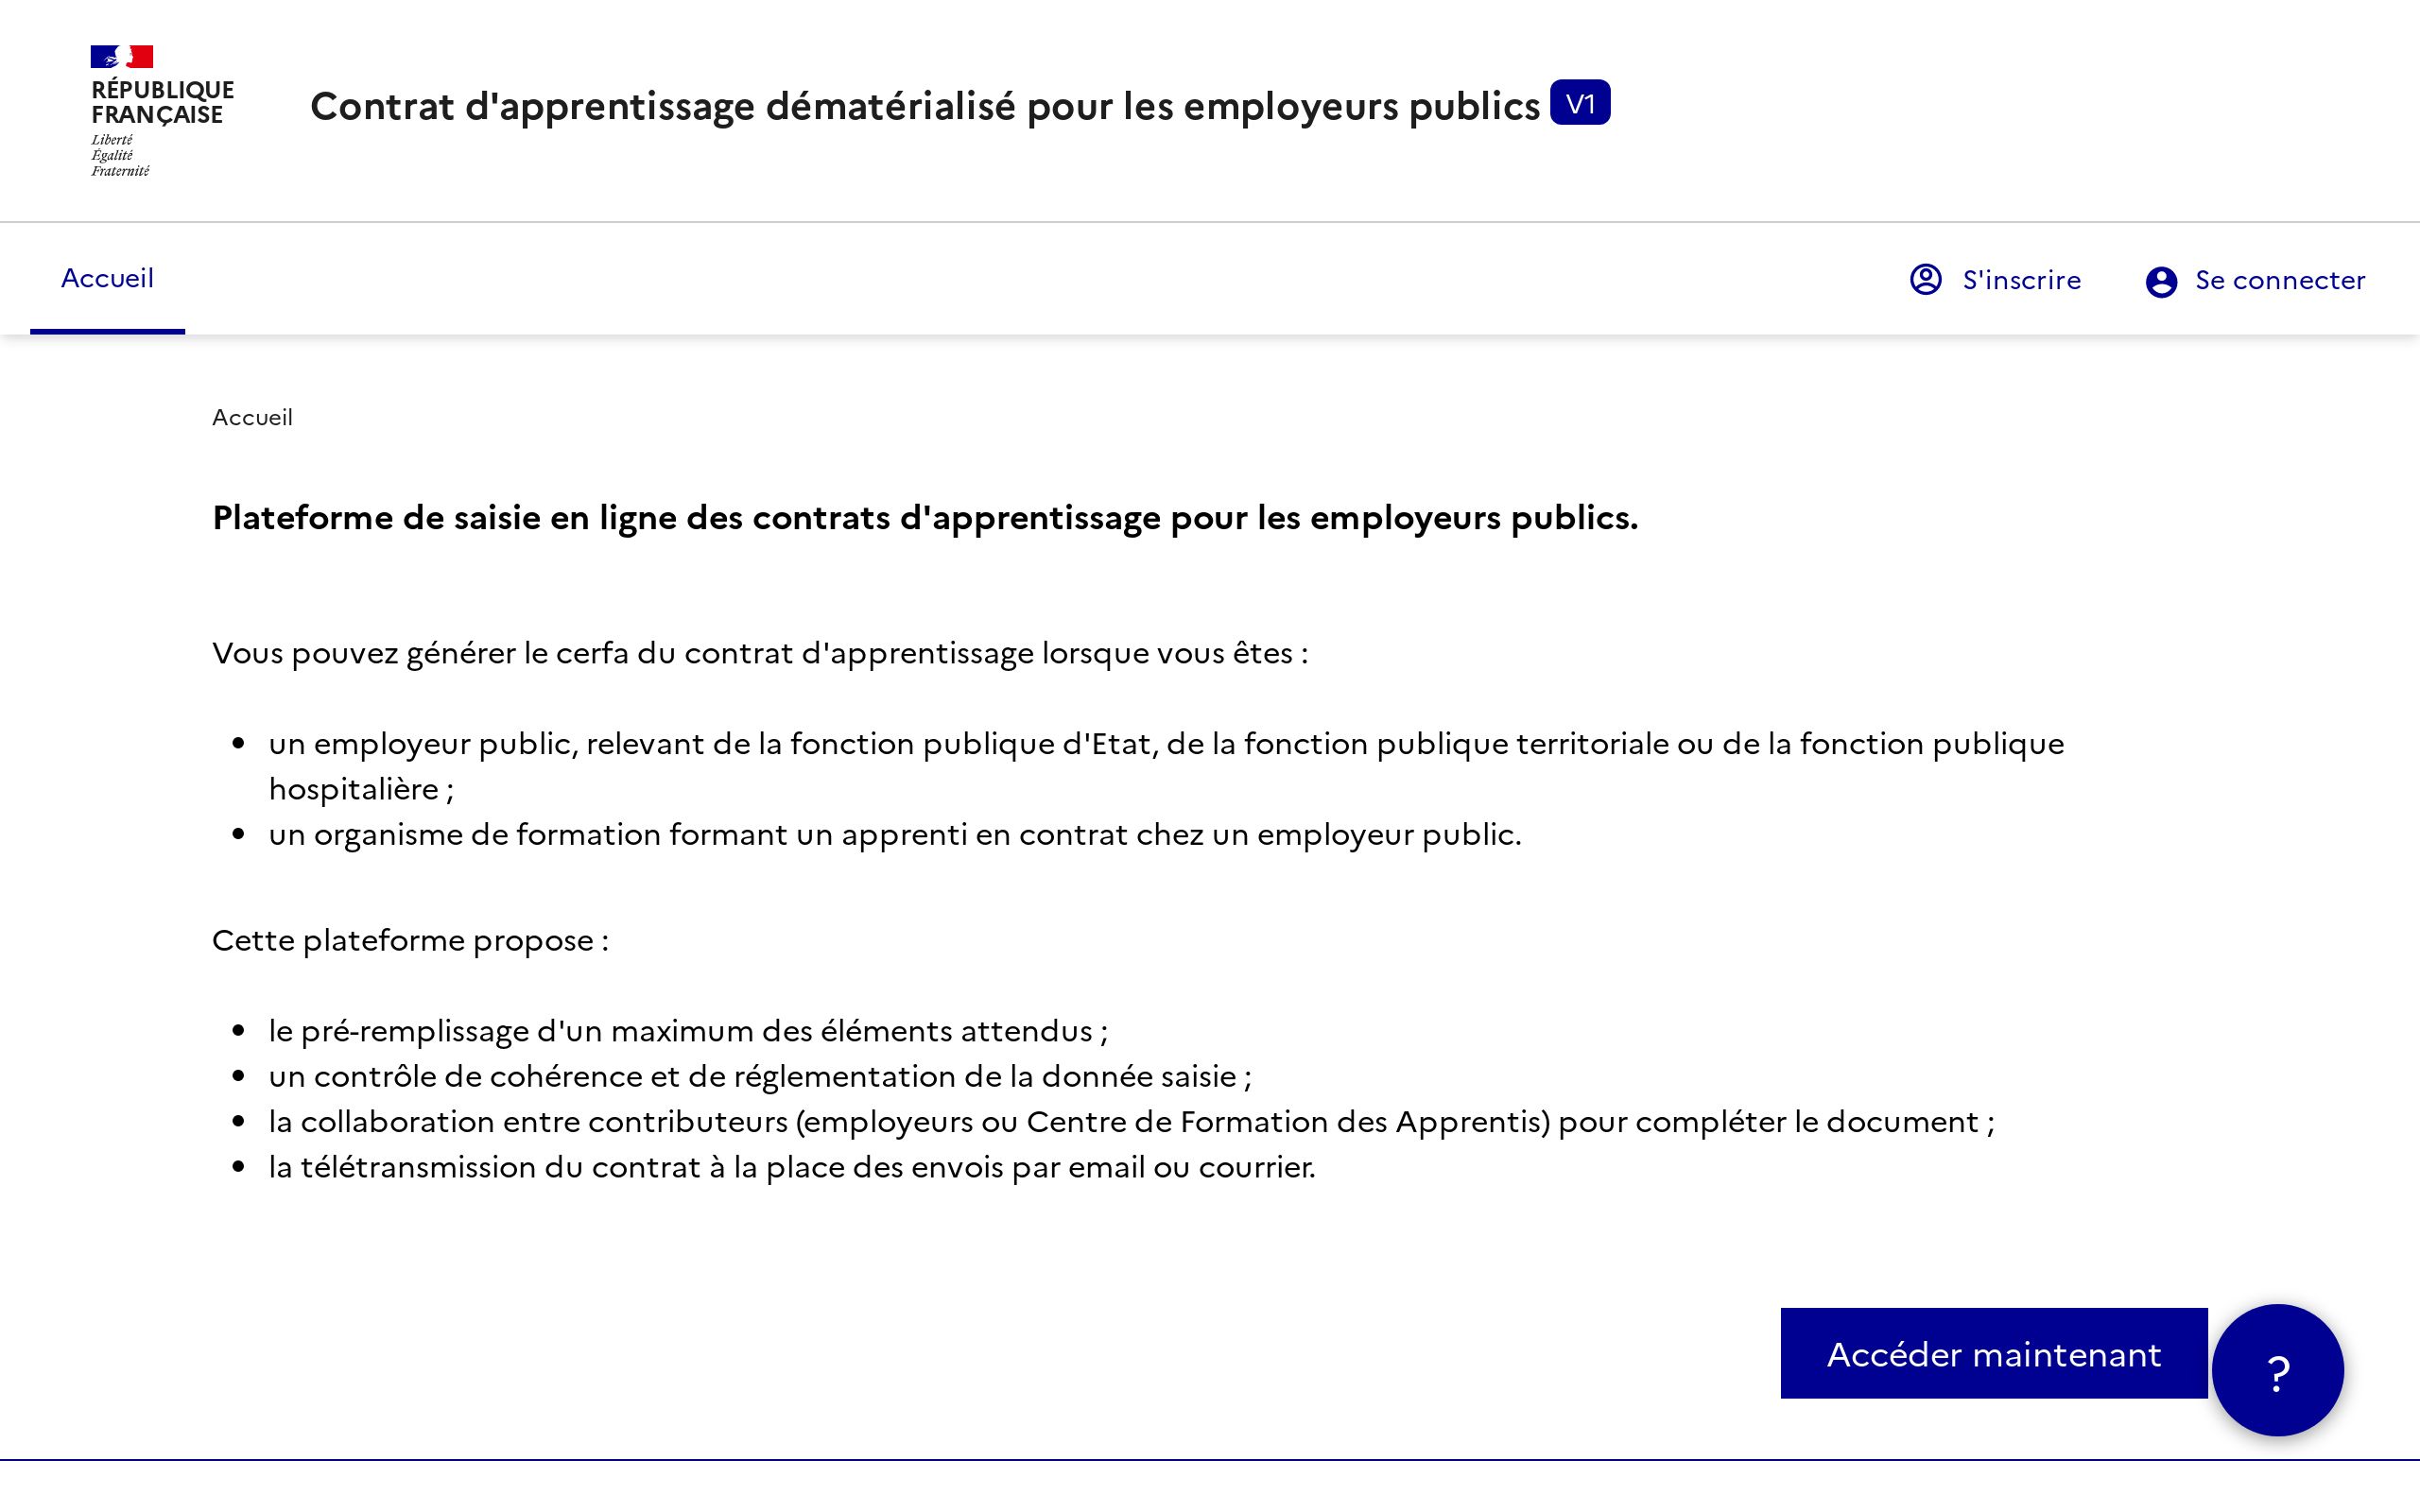 RÉPUBLIQUE
FRANÇAISE
Liberté
Égalité
Fraternité
Contrat d'apprentissage dématérialisé pour les employeurs publics V1
Accueil
S'inscrire
Se connecter
Accueil
Plateforme de saisie en ligne des contrats d'apprentissage pour les employeurs publics.
Vous pouvez générer le cerfa du contrat d'apprentissage lorsque vous êtes :
• un employeur public, relevant de la fonction publique d'Etat, de la fonction publique territoriale ou de la fonction publique
hospitalière ;
• un organisme de formation formant un apprenti en contrat chez un employeur public.
Cette plateforme propose :
• le pré-remplissage d'un maximum des éléments attendus ;
• un contrôle de cohérence et de réglementation de la donnée saisie ;
• la collaboration entre contributeurs (employeurs ou Centre de Formation des Apprentis) pour compléter le document ;
• la télétransmission du contrat à la place des envois par email ou courrier.
Accéder maintenant
?